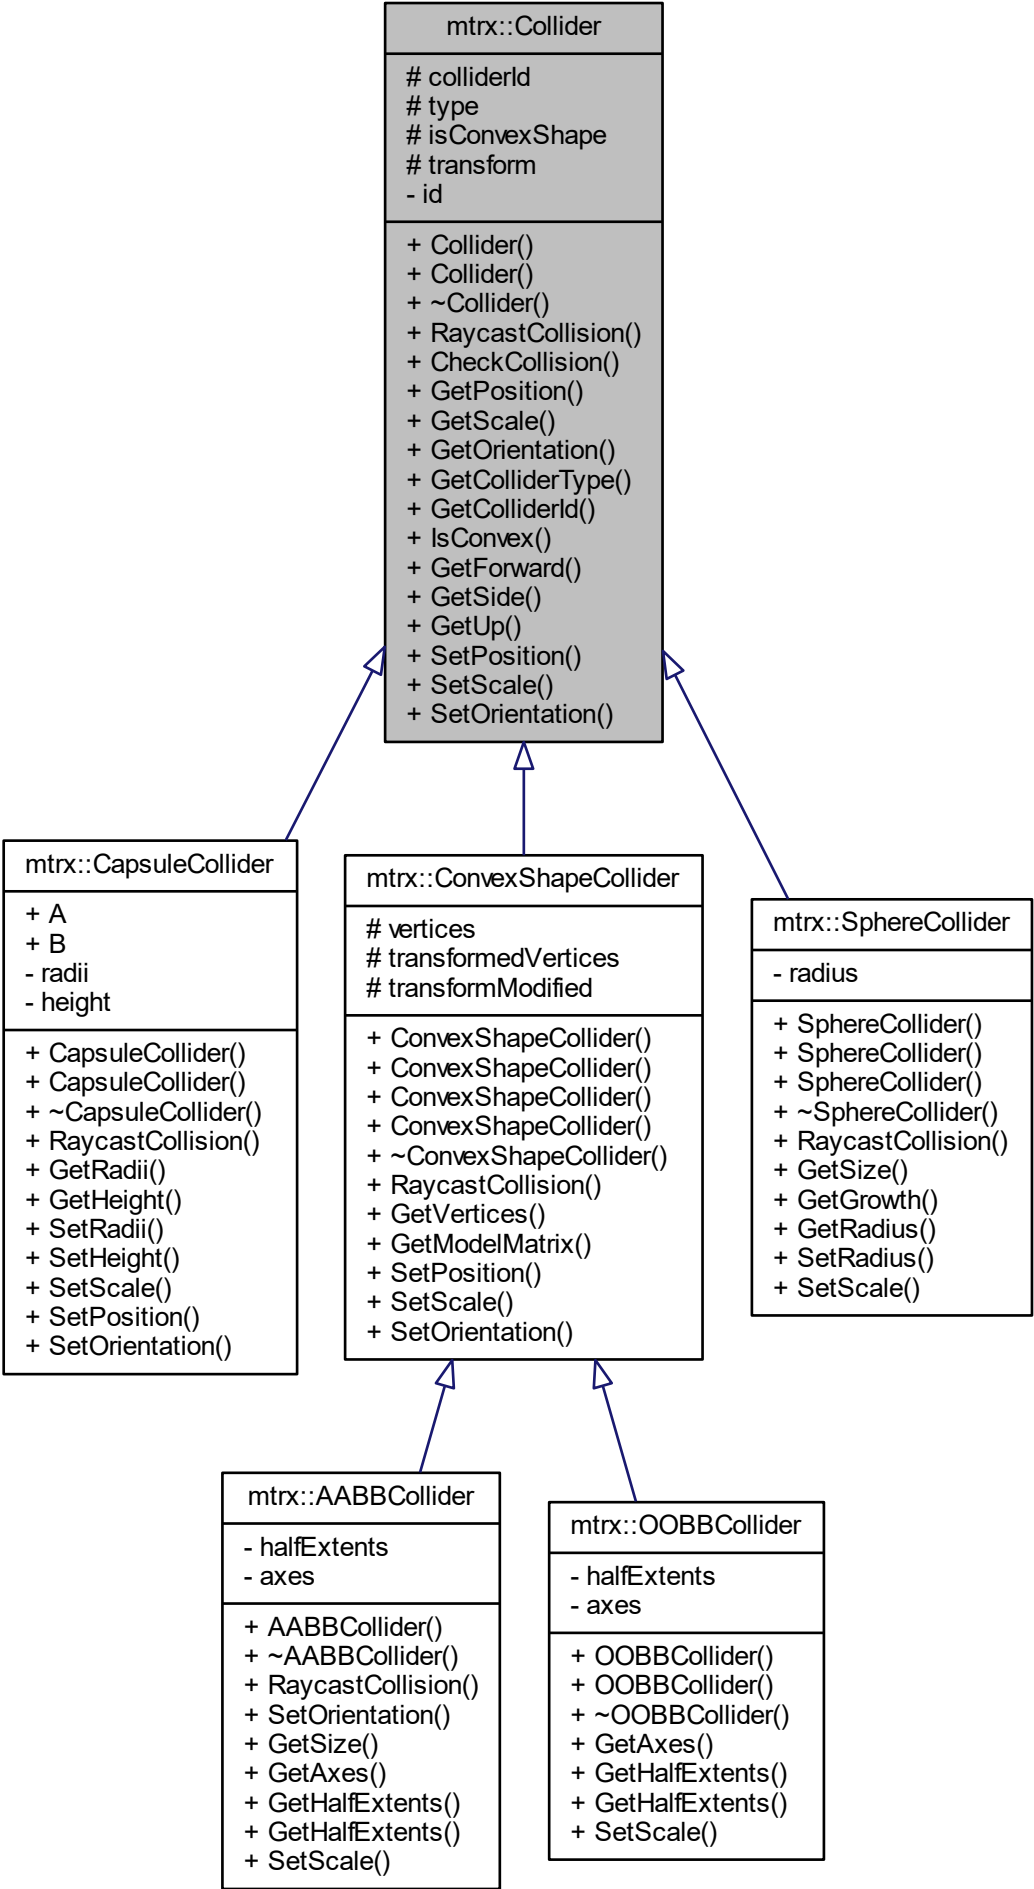 mtrx::Collider
# colliderId
# type
# isConvexShape
# transform
- id
+ Collider()
+ Collider()
+ ~Collider()
+ RaycastCollision()
+ CheckCollision()
+ GetPosition()
+ GetScale()
+ GetOrientation()
+ GetColliderType()
+ GetColliderId()
+ IsConvex()
+ GetForward()
+ GetSide()
+ GetUp()
+ SetPosition()
+ SetScale()
+ SetOrientation()
mtrx::CapsuleCollider
+ A
+ B
- radii
- height
+ CapsuleCollider()
+ CapsuleCollider()
+ ~CapsuleCollider()
+ RaycastCollision()
+ GetRadii()
+ GetHeight()
+ SetRadii()
+ SetHeight()
+ SetScale()
+ SetPosition()
+ SetOrientation()
mtrx::ConvexShapeCollider
# vertices
# transformedVertices
# transformModified
+ ConvexShapeCollider()
+ ConvexShapeCollider()
+ ConvexShapeCollider()
+ ConvexShapeCollider()
+ ~ConvexShapeCollider()
+ RaycastCollision()
+ GetVertices()
+ GetModelMatrix()
+ SetPosition()
+ SetScale()
+ SetOrientation()
mtrx::SphereCollider
- radius
+ SphereCollider()
+ SphereCollider()
+ SphereCollider()
+ ~SphereCollider()
+ RaycastCollision()
+ GetSize()
+ GetGrowth()
+ GetRadius()
+ SetRadius()
+ SetScale()
mtrx::AABBCollider
- halfExtents
- axes
+ AABBCollider()
+ ~AABBCollider()
+ RaycastCollision()
+ SetOrientation()
+ GetSize()
+ GetAxes()
+ GetHalfExtents()
+ GetHalfExtents()
+ SetScale()
mtrx::OOBBCollider
- halfExtents
- axes
+ OOBBCollider()
+ OOBBCollider()
+ ~OOBBCollider()
+ GetAxes()
+ GetHalfExtents()
+ GetHalfExtents()
+ SetScale()